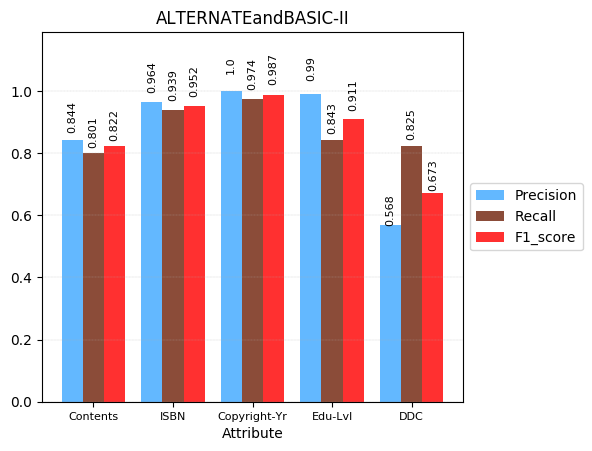 ALTERNATEandBASIC-II
1.0
0.8
0.6
0.4
0.2
0.0
0.844
0.801
0.822
0.964
0.939
0.952
1.0
0.974
0.987
0.99
0.843
0.911
0.568
0.825
0.673
Contents
ISBN
Copyright-Yr
Edu-Lvl
DDC
Attribute
Precision
Recall
F1_score